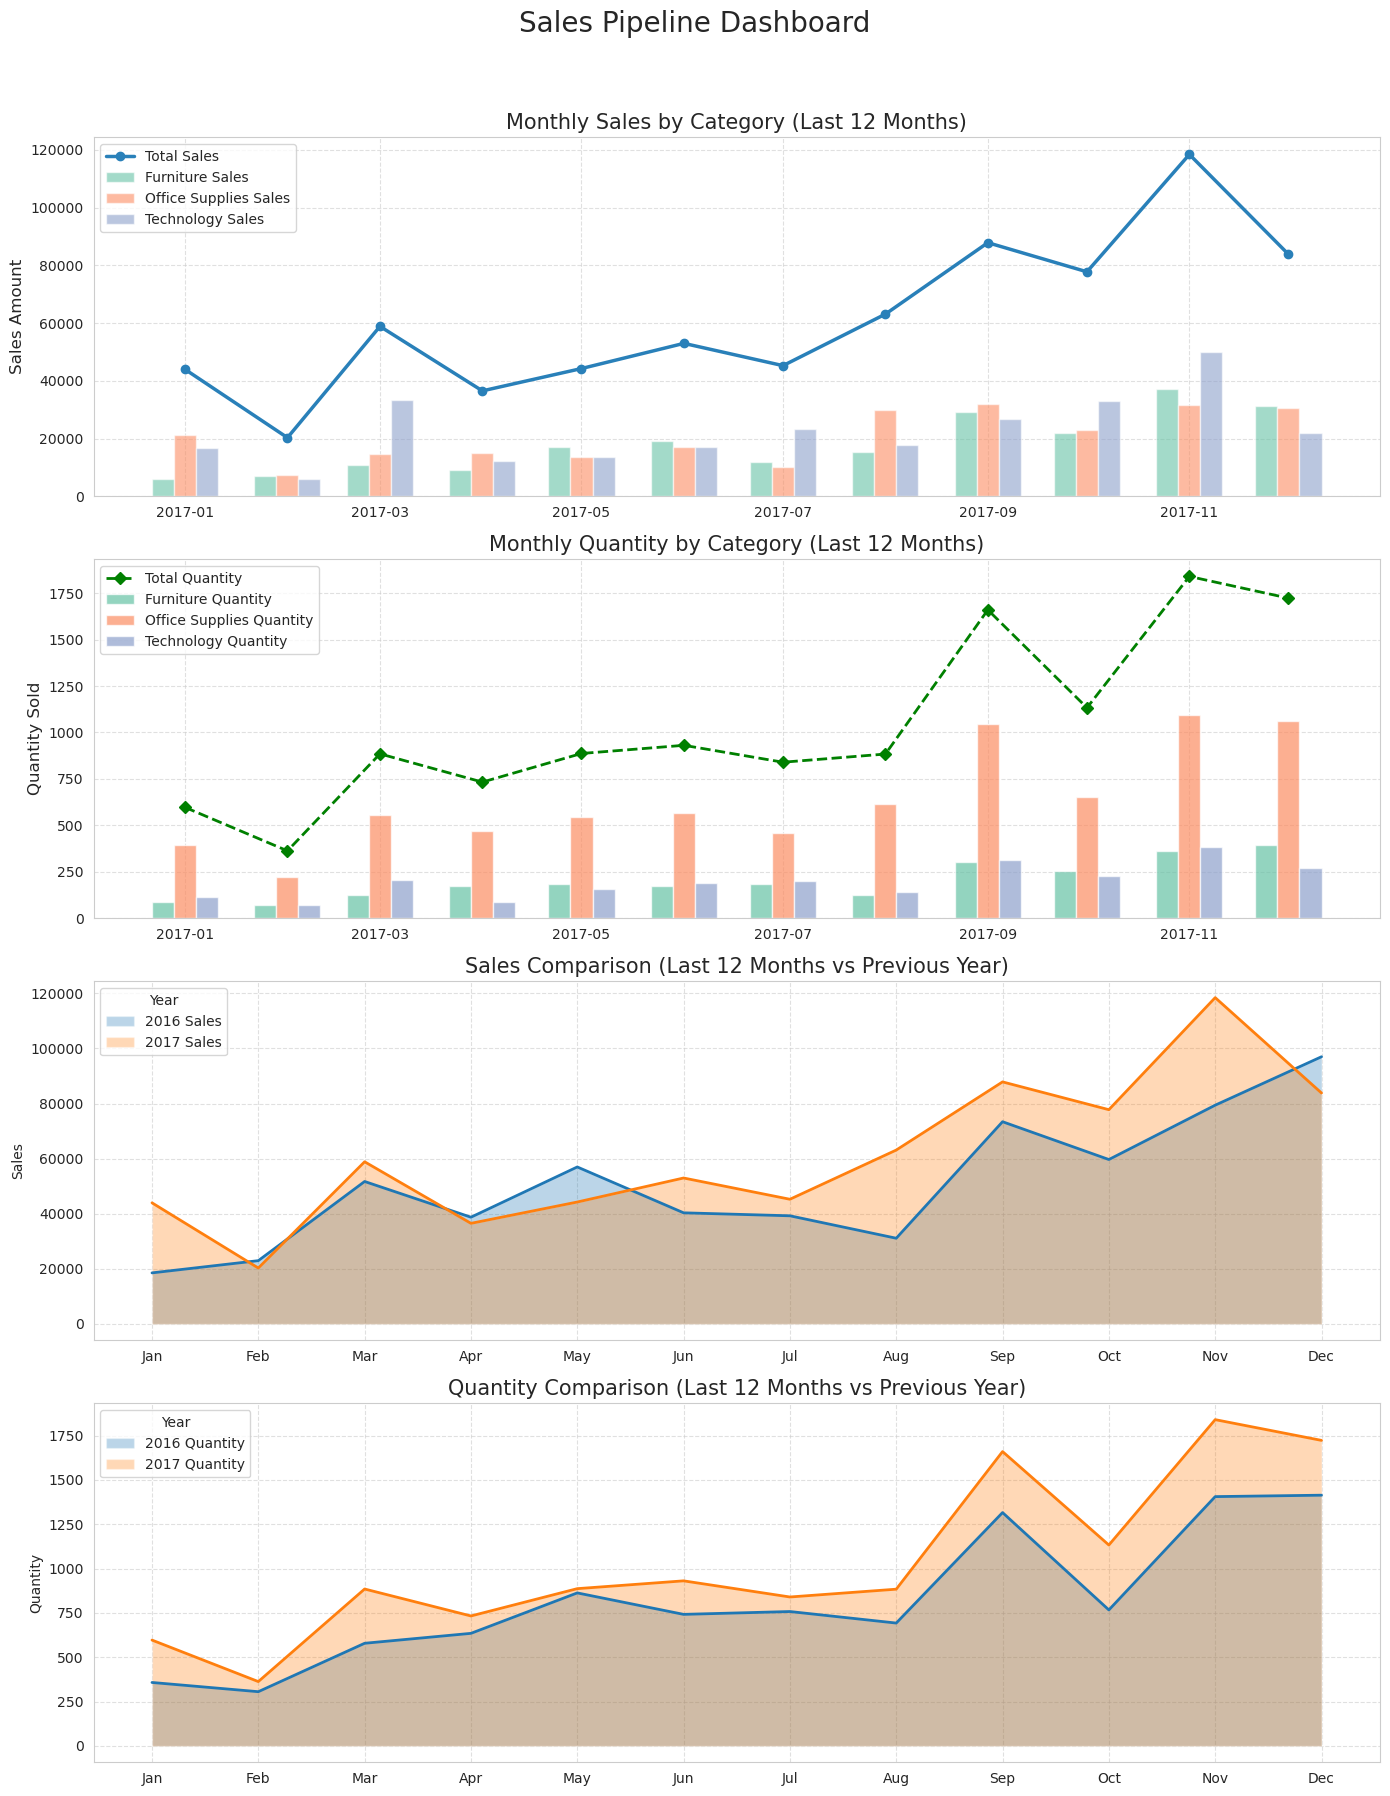 Sales Pipeline Dashboard
Monthly Sales by Category (Last 12 Months)
Sales Amount
120000
100000
80000
60000
40000
20000
0
Total Sales
Furniture Sales
Office Supplies Sales
Technology Sales
2017-01 2017-03 2017-05 2017-07 2017-09 2017-11
Monthly Quantity by Category (Last 12 Months)
Quantity Sold
1750
1500
1250
1000
750
500
250
0
Total Quantity
Furniture Quantity
Office Supplies Quantity
Technology Quantity
2017-01 2017-03 2017-05 2017-07 2017-09 2017-11
Sales Comparison (Last 12 Months vs Previous Year)
Sales
120000
100000
80000
60000
40000
20000
0
Year
2016 Sales
2017 Sales
Jan Feb Mar Apr May Jun Jul Aug Sep Oct Nov Dec
Quantity Comparison (Last 12 Months vs Previous Year)
Quantity
1750
1500
1250
1000
750
500
250
0
Year
2016 Quantity
2017 Quantity
Jan Feb Mar Apr May Jun Jul Aug Sep Oct Nov Dec